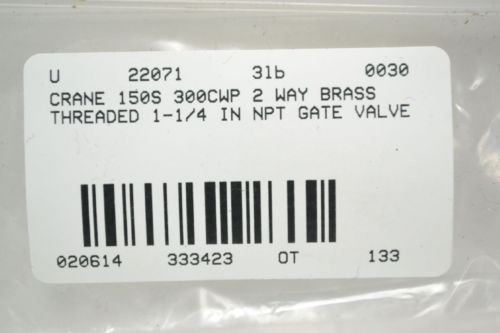 U 22071 3lb 0030
CRANE 150S 300CWP 2 WAY BRASS
THREADED 1-1/4 IN NPT GATE VALVE
020614 333423 OT 133